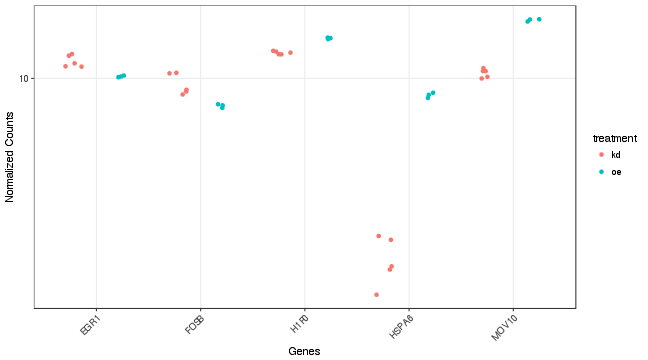 Normalized Counts
10
EGR1
FOSB
H1F0
HSPA6
MOV10
Genes
treatment
kd
oe